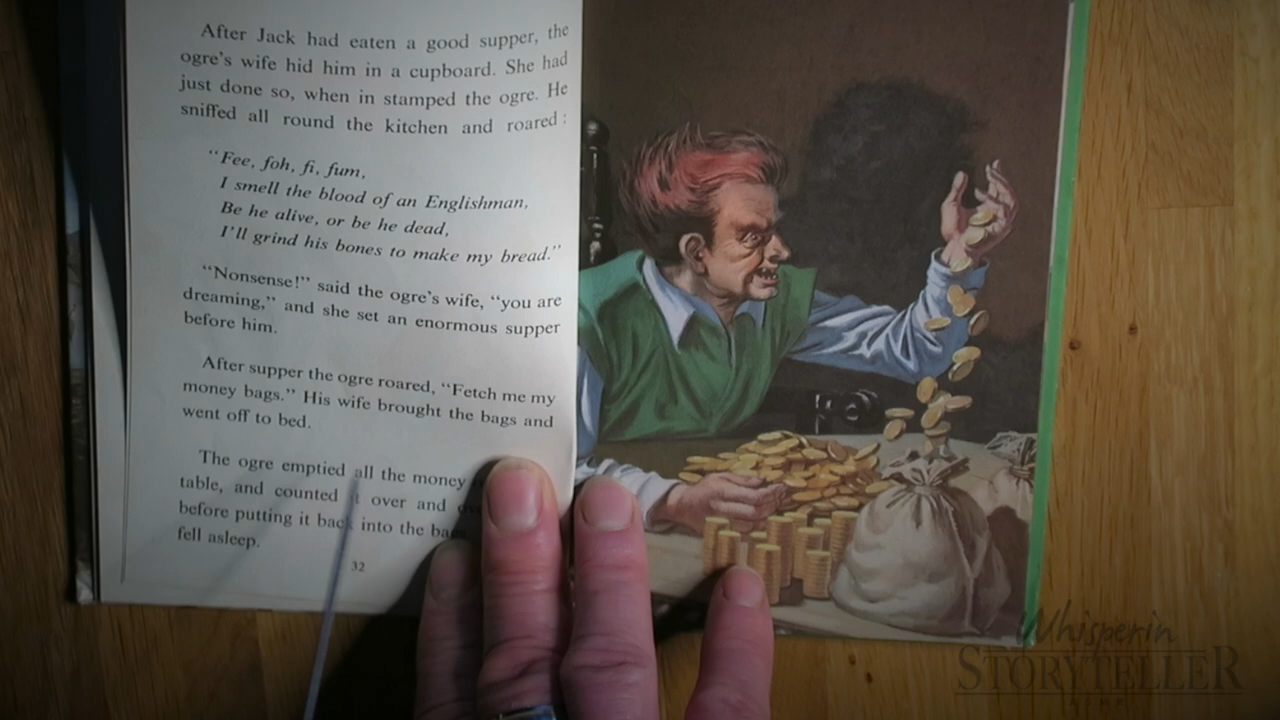 After Jack had eaten a good supper, the
ogre's wife hid him in a cupboard. She had
just done so, when in stamped the ogre. He
sniffed all round the kitchen and roared:
"Fee, foh, fi, fum,
I smell the blood of an Englishman,
Be he alive, or be he dead,
I'll grind his bones to make my bread."
"Nonsense!" said the ogre's wife, "you are
dreaming," and she set an enormous supper
before him.
After supper the ogre roared, "Fetch me my
money bags." His wife brought the bags and
went off to bed.
The ogre emptied all the money
table, and counted it over and
before putting it back into the
fell asleep.
32
Whisperin
STORYTELLER